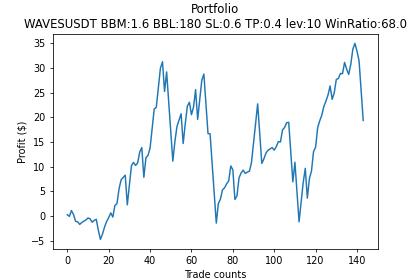 Portfolio
WAVESUSDT BBM:1.6 BBL:180 SL:0.6 TP:0.4 lev:10 WinRatio:68.0
35
30
25
20
15
10
5
0
−5
Profit ($)
0 20 40 60 80 100 120 140
Trade counts